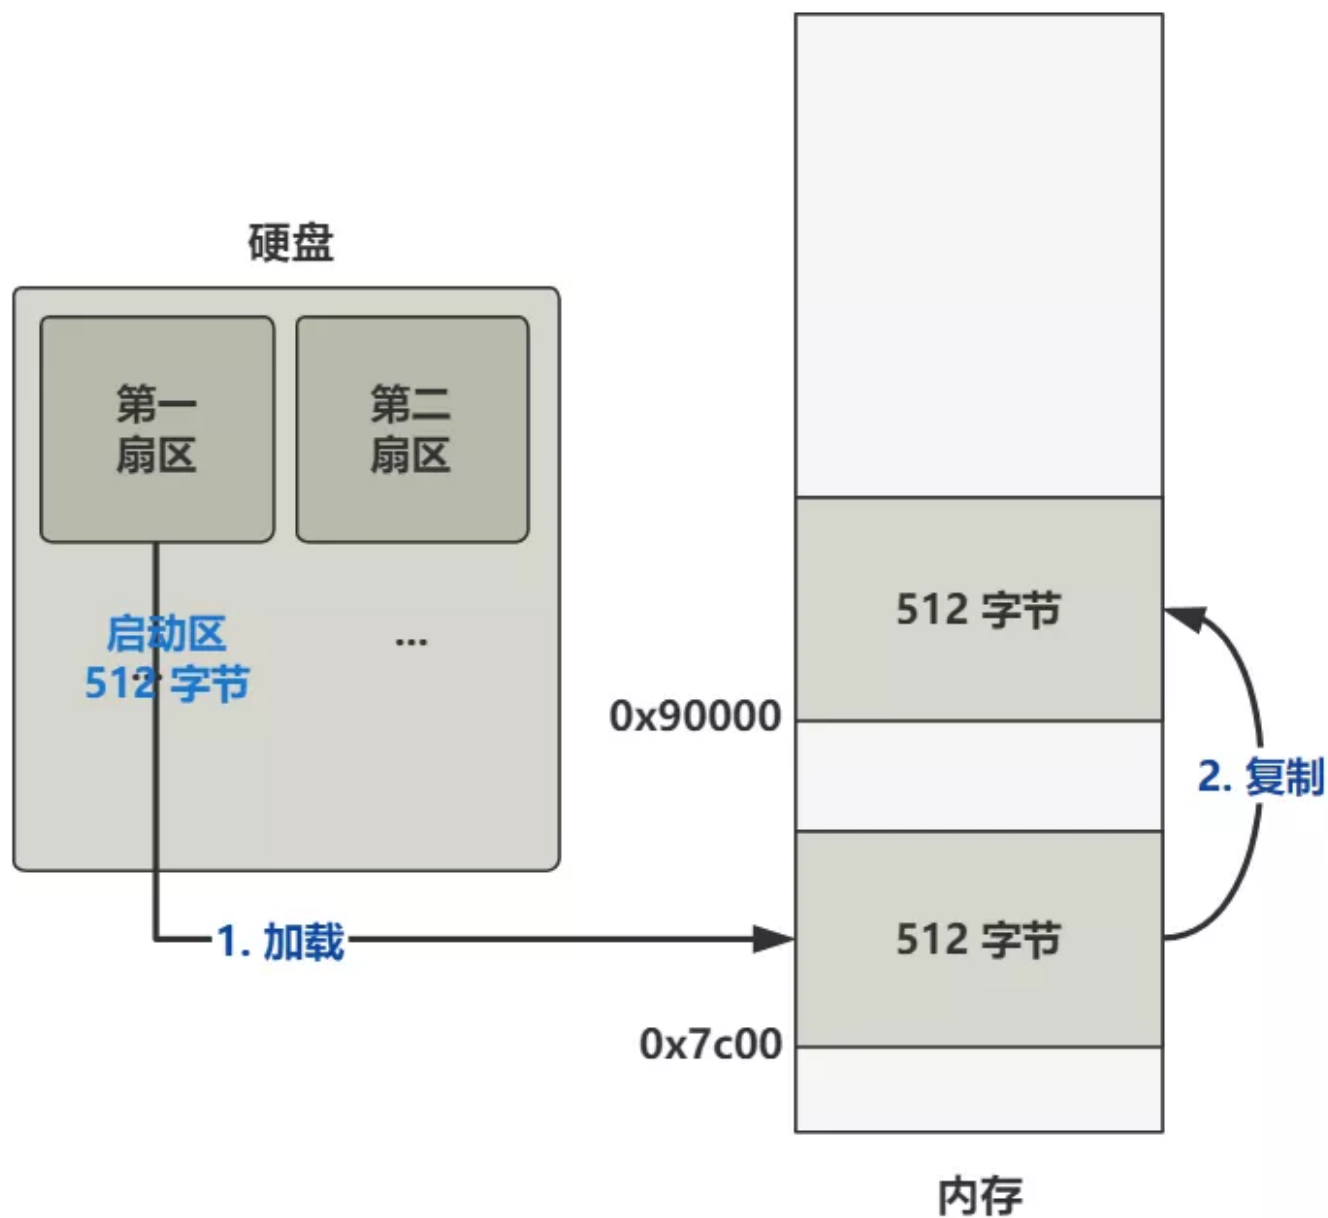 硬盘
第一
扇区
第二
扇区
启动区
512 字节
...
...
1. 加载
512 字节
0x90000
2. 复制
512 字节
0x7c00
内存